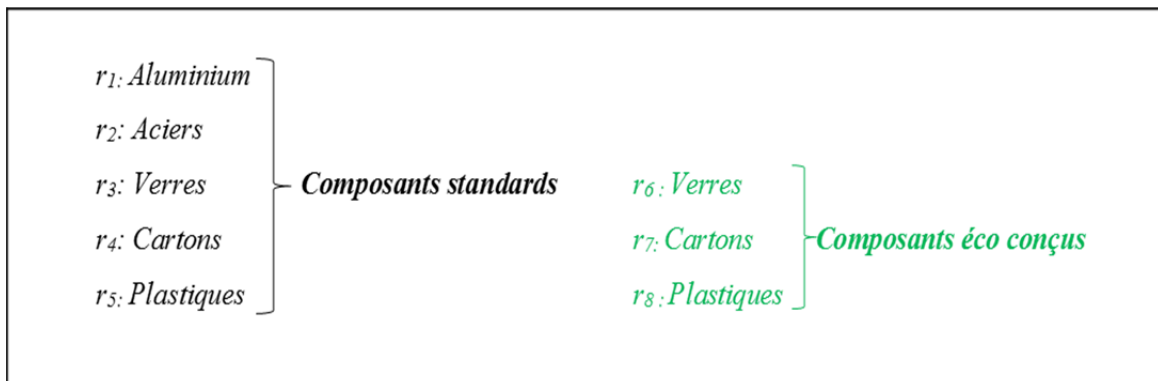 r1: Aluminium
r2: Aciers
r3: Verres
r4: Cartons
r5: Plastiques
Composants standards
r6 : Verres
r7: Cartons
r8 : Plastiques
Composants éco conçus